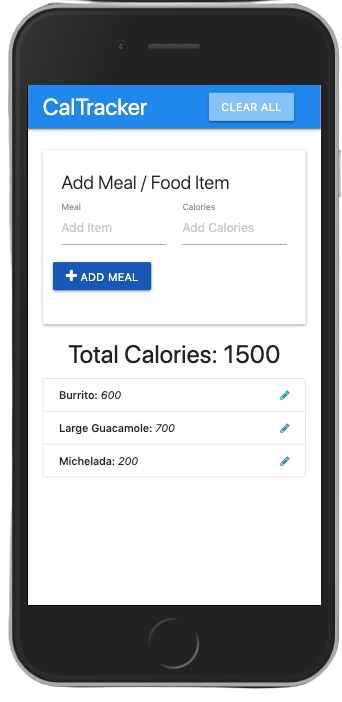 CalTracker
CLEAR ALL
Add Meal / Food Item
Meal
Calories
Add Item
Add Calories
ADD MEAL
Total Calories: 1500
Burrito: 600
Large Guacamole: 700
Michelada: 200